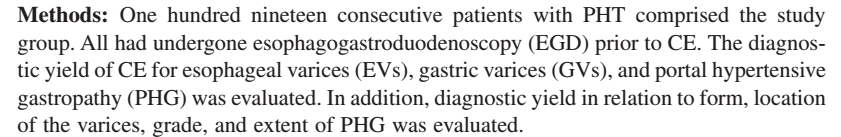 Methods: One hundred nineteen consecutive patients with PHT comprised the study
group. All had undergone esophagogastroduodenoscopy (EGD) prior to CE. The diagnos-
tic yield of CE for esophageal varices (EVs), gastric varices (GVs), and portal hypertensive
gastropathy (PHG) was evaluated. In addition, diagnostic yield in relation to form, location
of the varices, grade, and extent of PHG was evaluated.